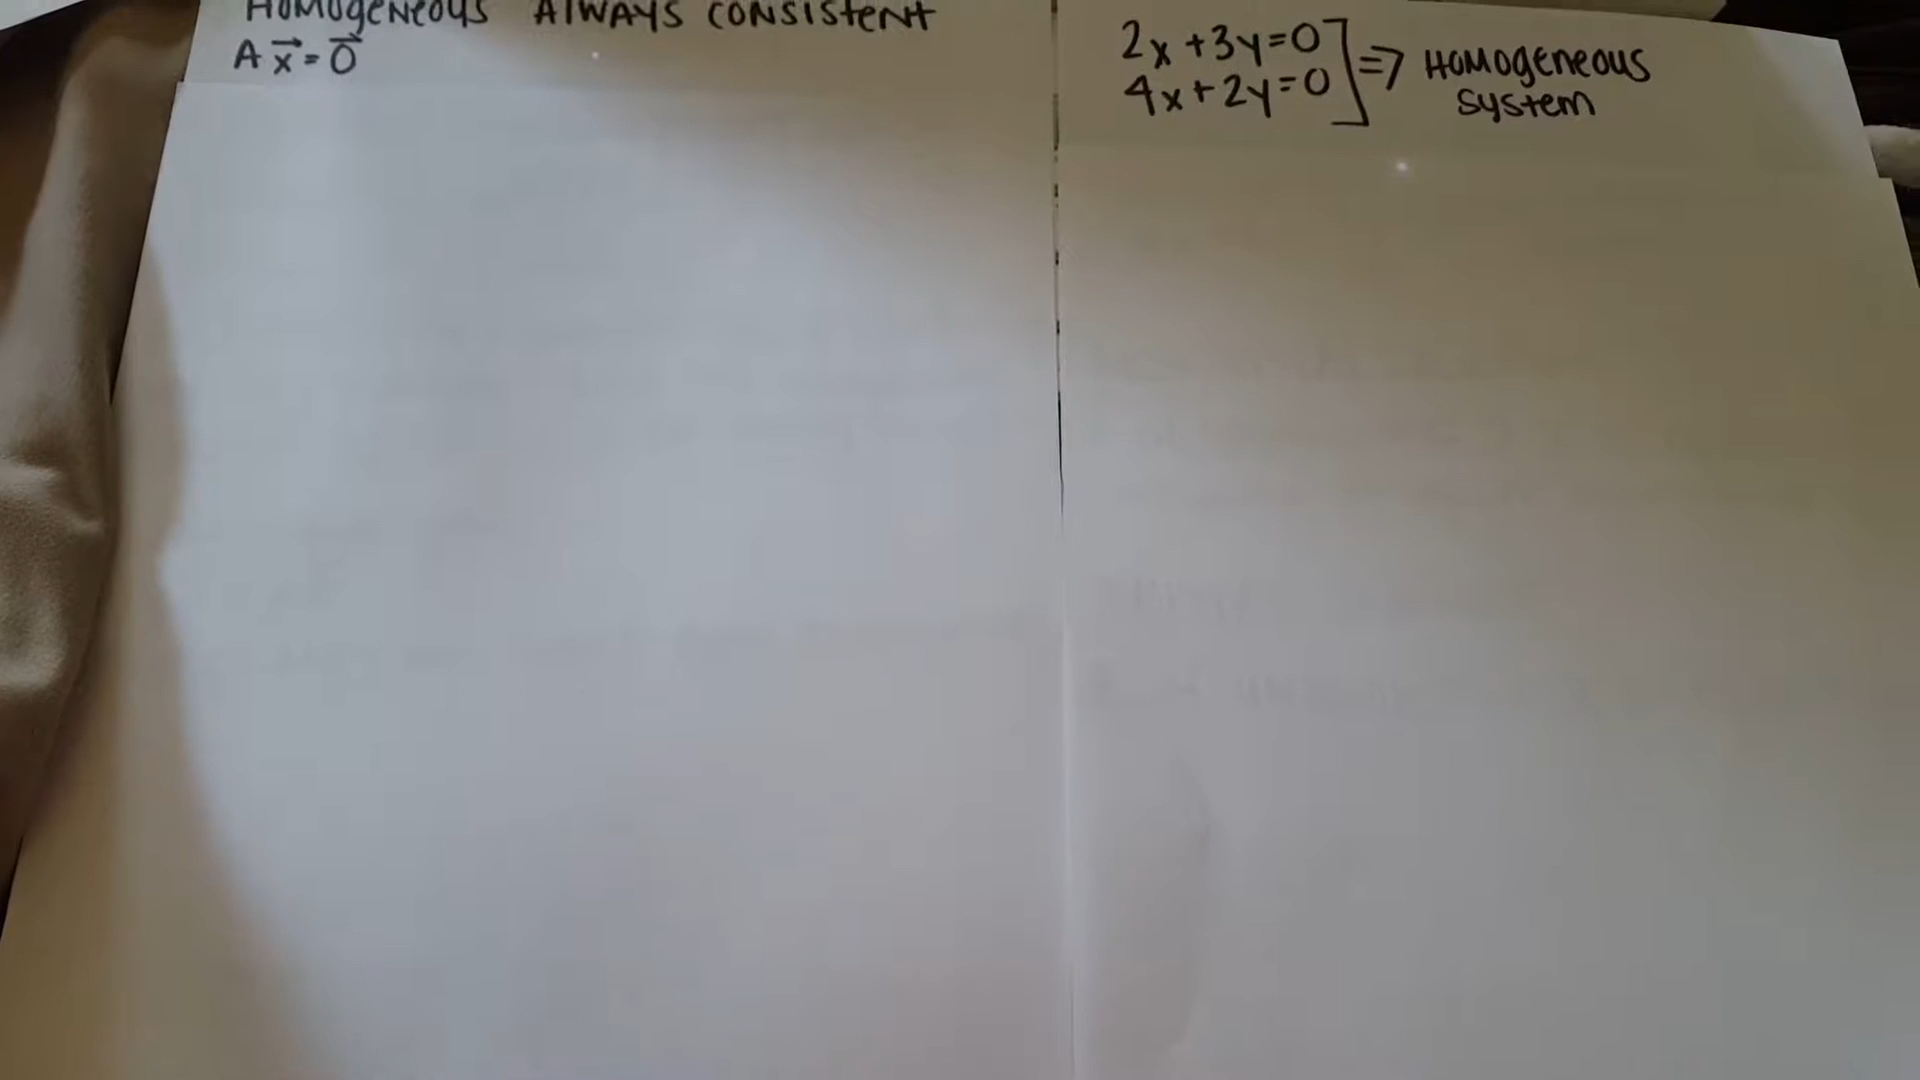 Homogeneous Always consistent
A x⃗ = 0⃗
2x + 3y = 0
4x + 2y = 0 ] => Homogeneous
system